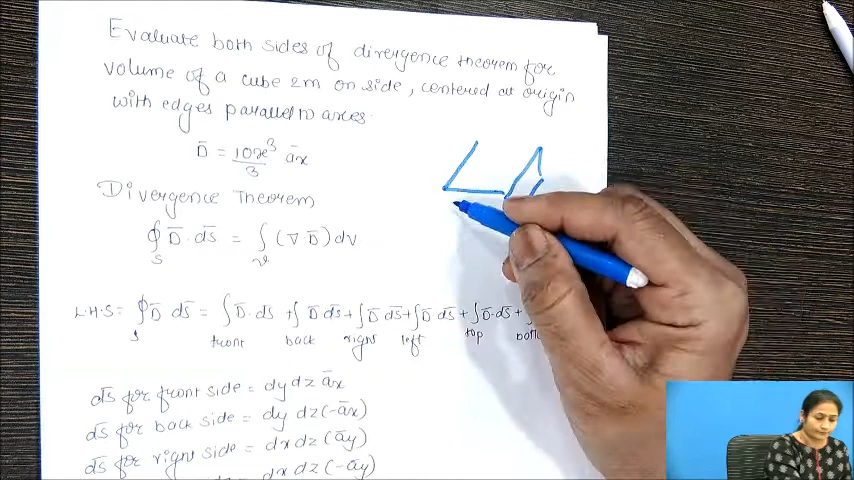 Evaluate both sides of divergence theorem for
volume of a cube 2m on side, centered at origin
with edges parallel to axes.
D̄ = 10x³/3 āx
Divergence Theorem
∮s D̄ · ds̄ = ∫v (∇ D̄) dv
L.H.S = ∮s D̄ ds̄ = ∫front D̄ · ds̄ + ∫back D̄ ds̄ + ∫right D̄ ds̄ + ∫left D̄ ds̄ + ∫top D̄ · ds̄ +
ds̄ for front side = dy dz āx
ds̄ for back side = dy dz (-āx)
ds̄ for right side = dx dz (āy)
= dx dz (-āy)